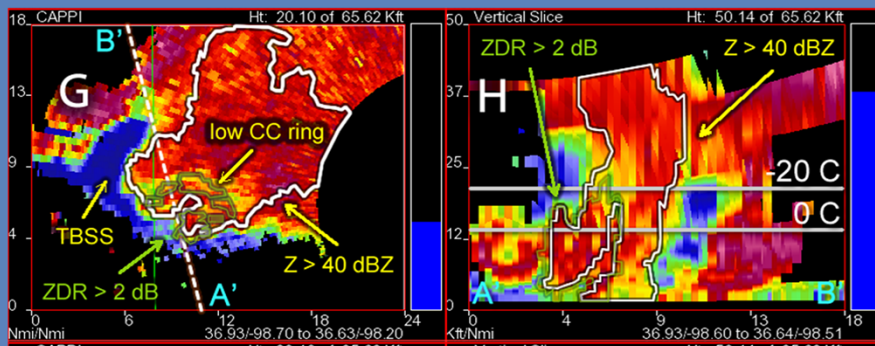 CAPPI Ht: 20.10 of 65.62 Kft
18
B'
G
13
low CC ring
9
TBSS
4
ZDR > 2 dB
A'
Z > 40 dBZ
0
0 6 12 18 24
Nmi/Nmi 36.93/-98.70 to 36.63/-98.20
Vertical Slice Ht: 50.14 of 65.62 Kft
50
ZDR > 2 dB
Z > 40 dBZ
37
H
25
-20 C
0 C
12
A'
B'
0
0 4 9 13 18
Kft/Nmi 36.93/-98.60 to 36.64/-98.51